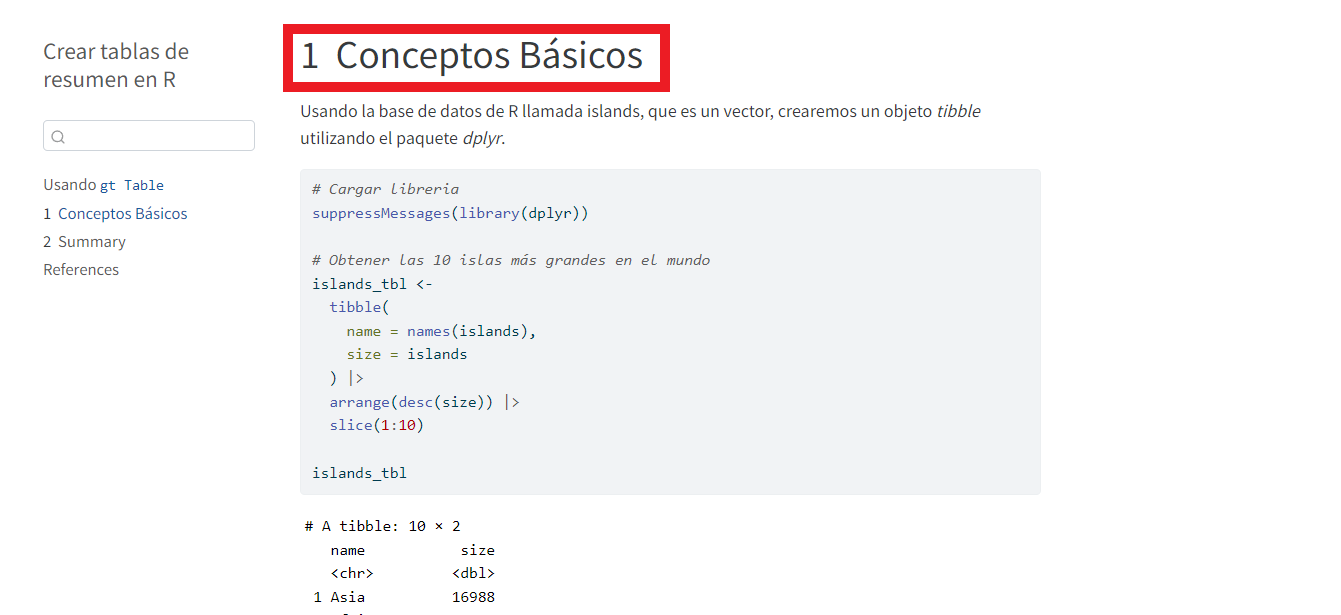 Crear tablas de
resumen en R
Usando gt Table
1 Conceptos Básicos
2 Summary
References
1 Conceptos Básicos
Usando la base de datos de R llamada islands, que es un vector, crearemos un objeto tibble
utilizando el paquete dplyr.
# Cargar libreria
suppressMessages(library(dplyr))
# Obtener las 10 islas más grandes en el mundo
islands_tbl <-
tibble(
name = names(islands),
size = islands
) |>
arrange(desc(size)) |>
slice(1:10)
islands_tbl
# A tibble: 10 × 2
name size
<chr> <dbl>
1 Asia 16988